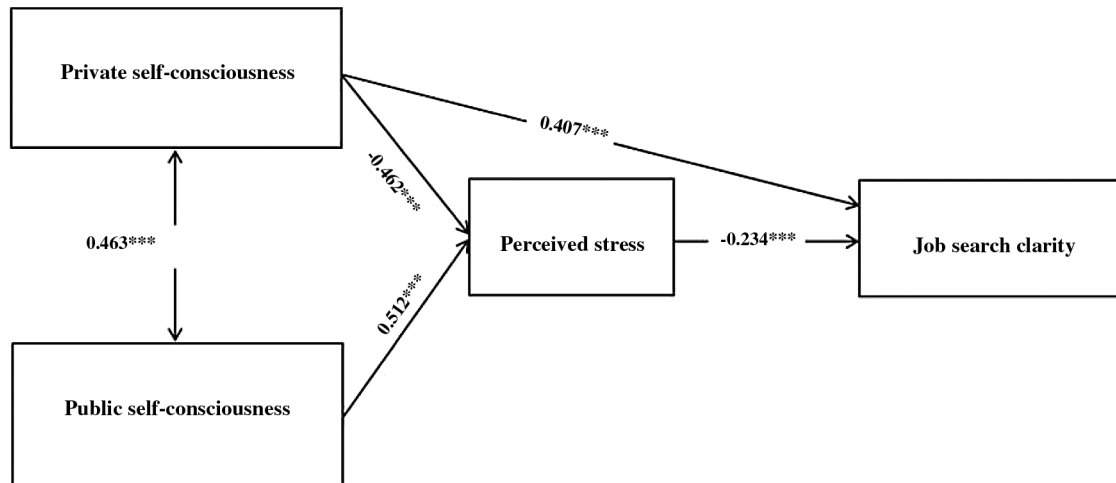 Private self-consciousness
0.407***
-0.462***
Perceived stress
-0.234***
Job search clarity
0.463***
0.512***
Public self-consciousness